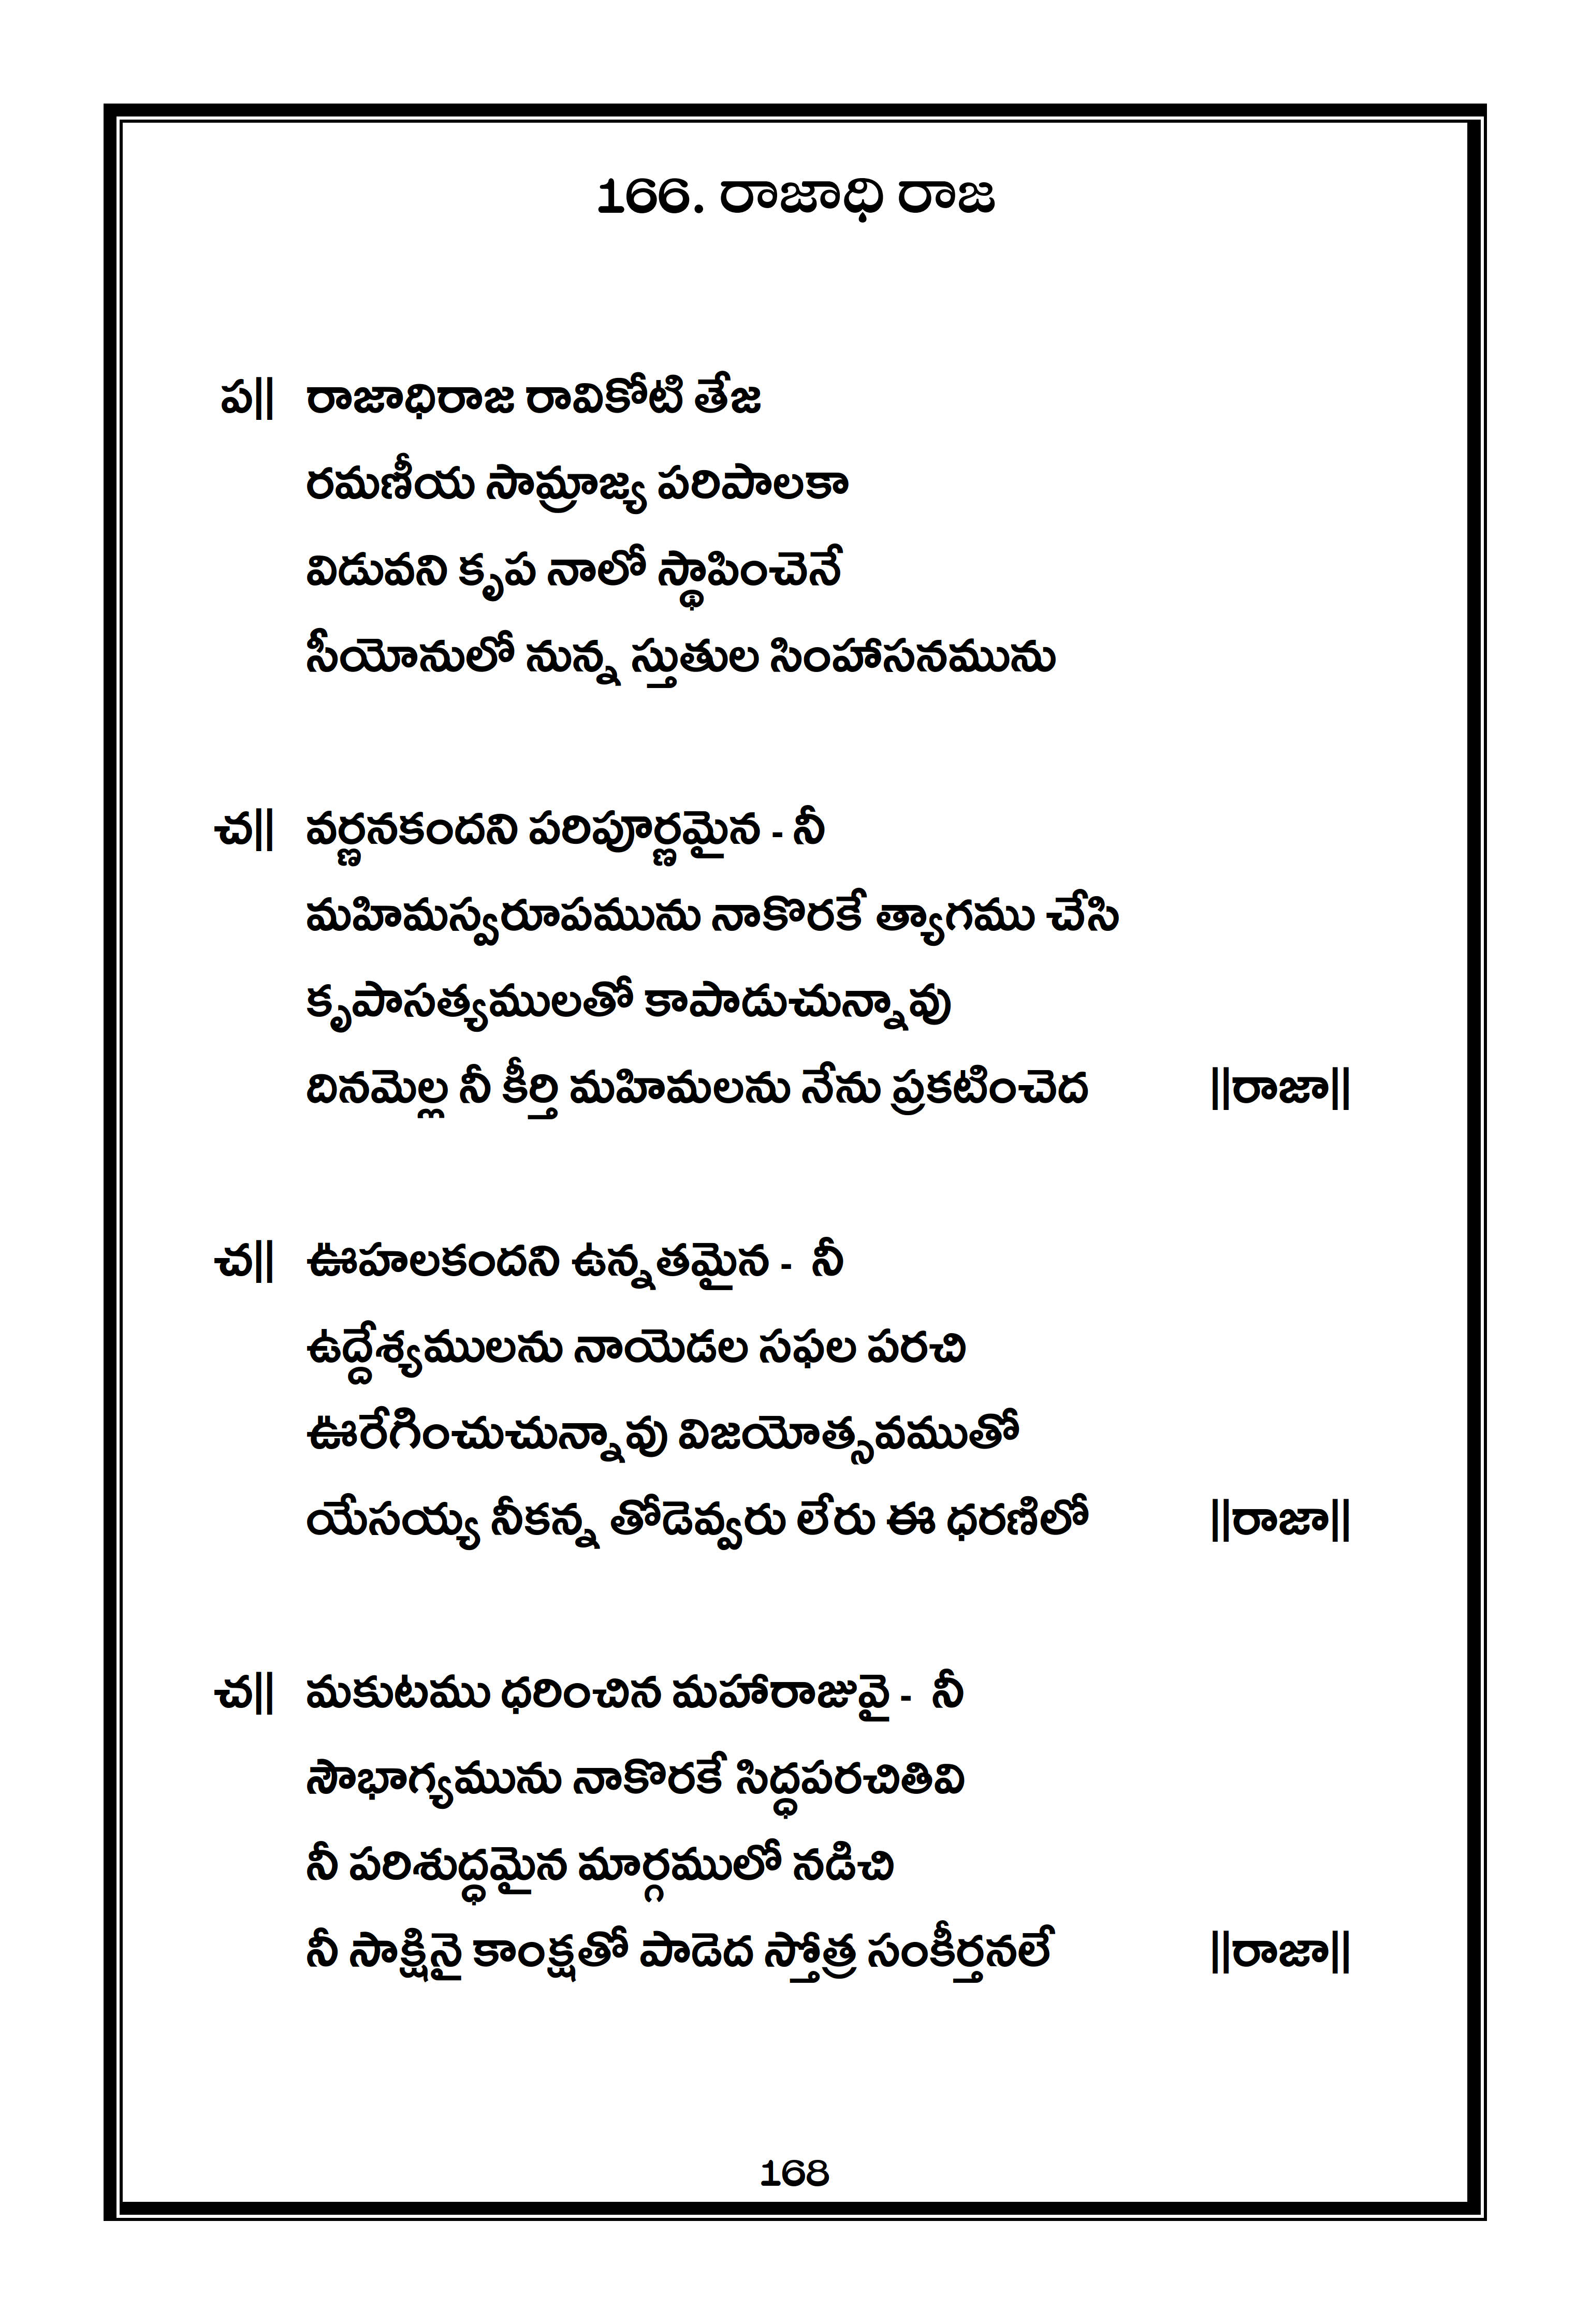 166. రాజాధి రాజ
ప|| రాజాధిరాజ రావికోటి తేజ
రమణీయ సామ్రాజ్య పరిపాలకా
విడువని కృప నాలో స్థాపించెనే
సీయోనులో నున్న స్తుతుల సింహాసనమును
చ|| వర్ణనకందని పరిపూర్ణమైన - నీ
మహిమస్వరూపమును నాకొరకే త్యాగము చేసి
కృపాసత్యములతో కాపాడుచున్నావు
దినమెల్ల నీ కీర్తి మహిమలను నేను ప్రకటించెద ||రాజా||
చ|| ఊహలకందని ఉన్నతమైన - నీ
ఉద్దేశ్యములను నాయెడల సఫల పరచి
ఊరేగించుచున్నావు విజయోత్సవముతో
యేసయ్య నీకన్న తోడెవ్వరు లేరు ఈ ధరణిలో ||రాజా||
చ|| మకుటము ధరించిన మహారాజువై - నీ
సౌభాగ్యమును నాకొరకే సిద్ధపరచితివి
నీ పరిశుద్ధమైన మార్గములో నడిచి
నీ సాక్షినై కాంక్షతో పాడెద స్తోత్ర సంకీర్తనలే ||రాజా||
168